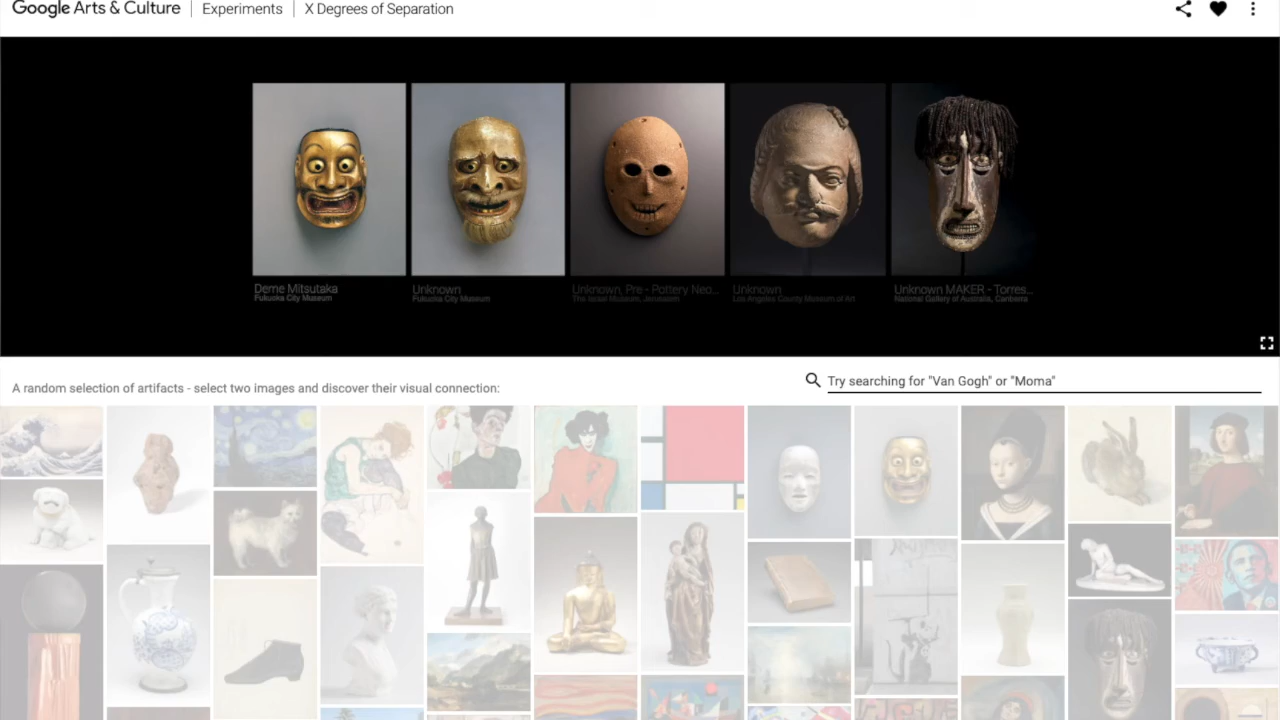 Google Arts & Culture | Experiments | X Degrees of Separation
Deme Mitsutaka
Fukuoka City Museum
Unknown
Fukuoka City Museum
Unknown, Pre - Pottery Neo...
The Israel Museum, Jerusalem
Unknown
Los Angeles County Museum of Art
Unknown MAKER - Torres...
National Gallery of Australia, Canberra
A random selection of artifacts - select two images and discover their visual connection:
Try searching for "Van Gogh" or "Moma"